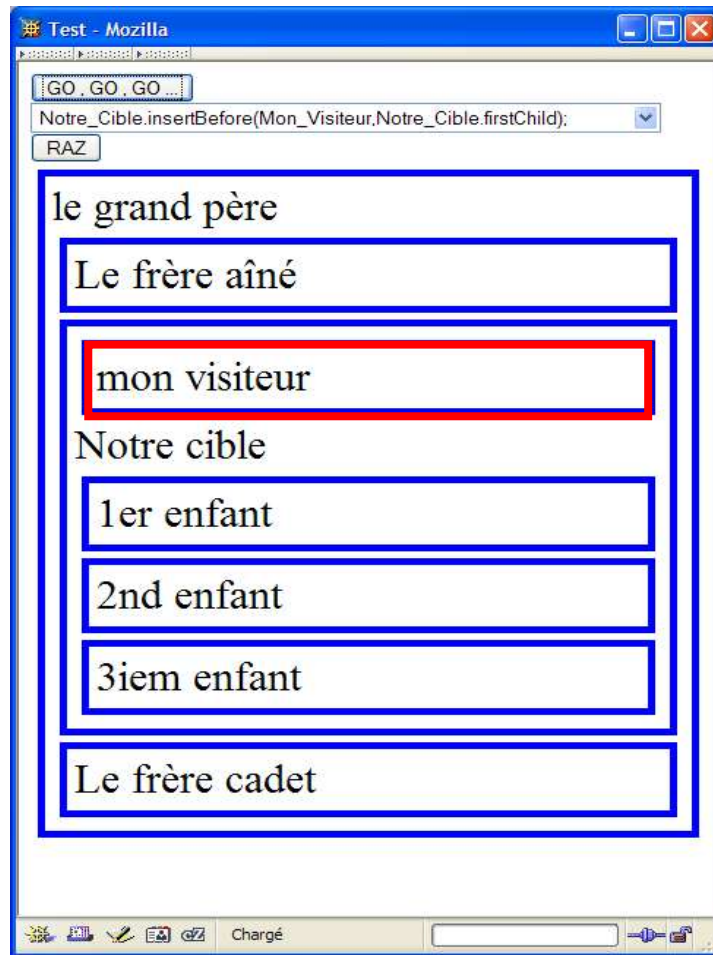 Test - Mozilla
GO , GO , GO ...
Notre_Cible.insertBefore(Mon_Visiteur,Notre_Cible.firstChild);
RAZ
le grand père
Le frère aîné
mon visiteur
Notre cible
1er enfant
2nd enfant
3iem enfant
Le frère cadet
Chargé